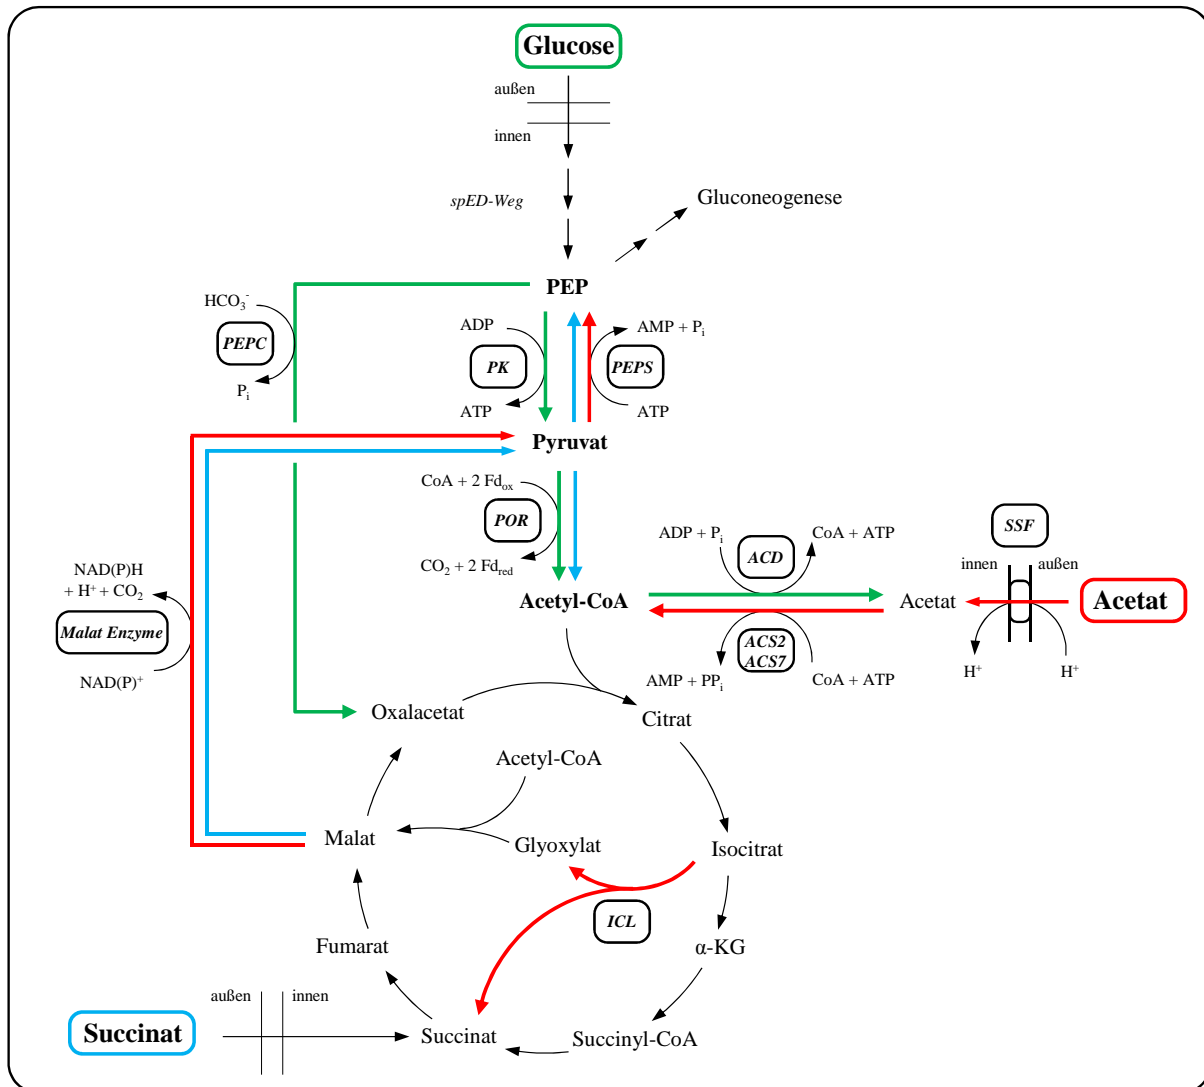 Glucose
außen
innen
spED-Weg
Gluconeogenese
PEP
HCO₃⁻
PEPC
Pᵢ
ADP
PK
ATP
AMP + Pᵢ
PEPS
ATP
Pyruvat
CoA + 2 Fdox
POR
CO₂ + 2 Fdred
NAD(P)H
+ H⁺ + CO₂
Malat Enzyme
NAD(P)⁺
Acetyl-CoA
ADP + Pᵢ
ACD
CoA + ATP
ACS2
ACS7
AMP + PPᵢ
CoA + ATP
Acetat
SSF
innen
außen
Acetat
H⁺
H⁺
Oxalacetat
Citrat
Acetyl-CoA
Malat
Glyoxylat
Isocitrat
ICL
Fumarat
α-KG
außen
innen
Succinat
Succinat
Succinyl-CoA